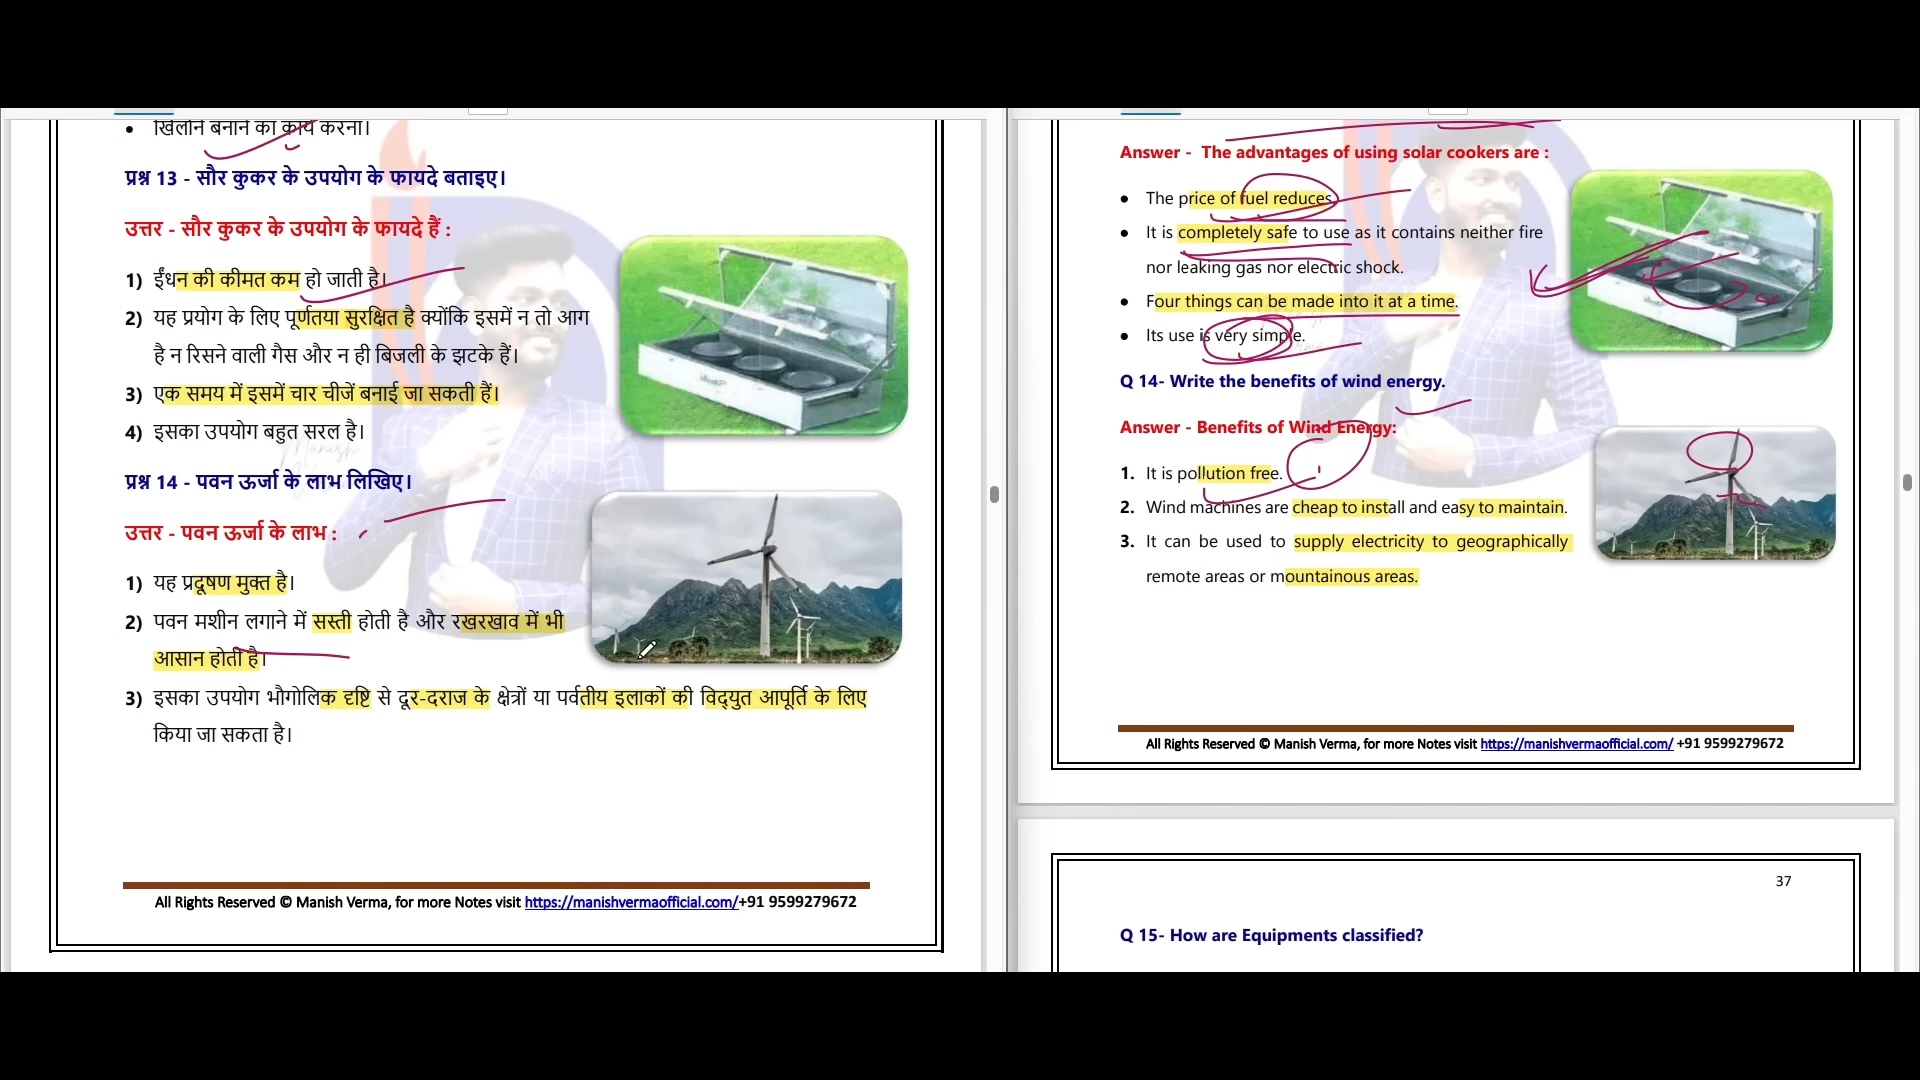 खिलौने बनाने का कार्य करना।
प्रश्न 13 - सौर कुकर के उपयोग के फायदे बताइए।
उत्तर - सौर कुकर के उपयोग के फायदे हैं :
1) ईंधन की कीमत कम हो जाती है।
2) यह प्रयोग के लिए पूर्णतया सुरक्षित है क्योंकि इसमें न तो आग
है न रिसने वाली गैस और न ही बिजली के झटके हैं।
3) एक समय में इसमें चार चीजें बनाई जा सकती हैं।
4) इसका उपयोग बहुत सरल है।
प्रश्न 14 - पवन ऊर्जा के लाभ लिखिए।
उत्तर - पवन ऊर्जा के लाभ :
1) यह प्रदूषण मुक्त है।
2) पवन मशीन लगाने में सस्ती होती है और रखरखाव में भी
आसान होती है।
3) इसका उपयोग भौगोलिक दृष्टि से दूर-दराज के क्षेत्रों या पर्वतीय इलाकों की विद्युत आपूर्ति के लिए
किया जा सकता है।
All Rights Reserved © Manish Verma, for more Notes visit https://manishvermaofficial.com/+91 9599279672
Answer - The advantages of using solar cookers are :
• The price of fuel reduces.
• It is completely safe to use as it contains neither fire
nor leaking gas nor electric shock.
• Four things can be made into it at a time.
• Its use is very simple.
Q 14- Write the benefits of wind energy.
Answer - Benefits of Wind Energy:
1. It is pollution free.
2. Wind machines are cheap to install and easy to maintain.
3. It can be used to supply electricity to geographically
remote areas or mountainous areas.
All Rights Reserved © Manish Verma, for more Notes visit https://manishvermaofficial.com/ +91 9599279672
37
Q 15- How are Equipments classified?